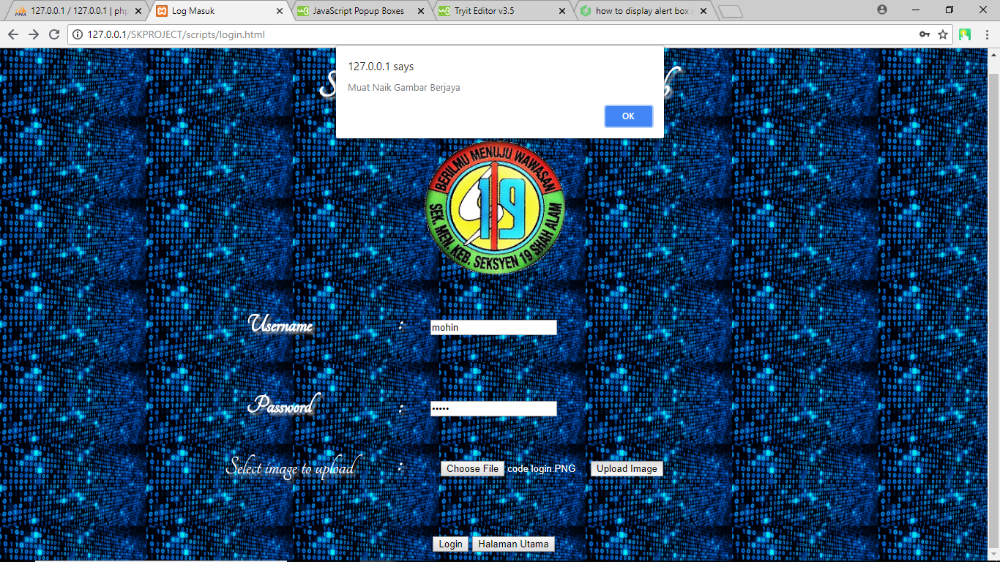 127.0.0.1 / 127.0.0.1 | php
Log Masuk
JavaScript Popup Boxes
Tryit Editor v3.5
how to display alert box i
127.0.0.1/SKPROJECT/scripts/login.html
127.0.0.1 says
Muat Naik Gambar Berjaya
OK
BERILMU MENUJU WAWASAN
19
SEK. MEN. KEB. SEKSYEN 19 SHAH ALAM
Username : mohin
Password : •••••
Select image to upload : Choose File code login.PNG Upload Image
Login Halaman Utama